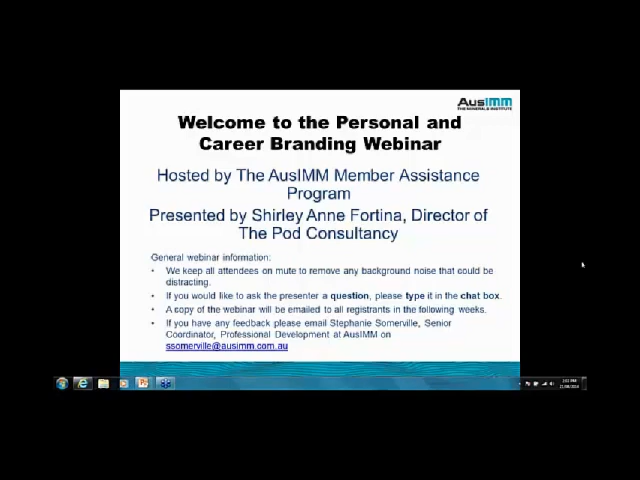 AusIMM
THE MINERALS INSTITUTE
Welcome to the Personal and
Career Branding Webinar
Hosted by The AusIMM Member Assistance
Program
Presented by Shirley Anne Fortina, Director of
The Pod Consultancy
General webinar information:
• We keep all attendees on mute to remove any background noise that could be
distracting.
• If you would like to ask the presenter a question, please type it in the chat box.
• A copy of the webinar will be emailed to all registrants in the following weeks.
• If you have any feedback please email Stephanie Somerville, Senior
Coordinator, Professional Development at AusIMM on
ssomerville@ausimm.com.au